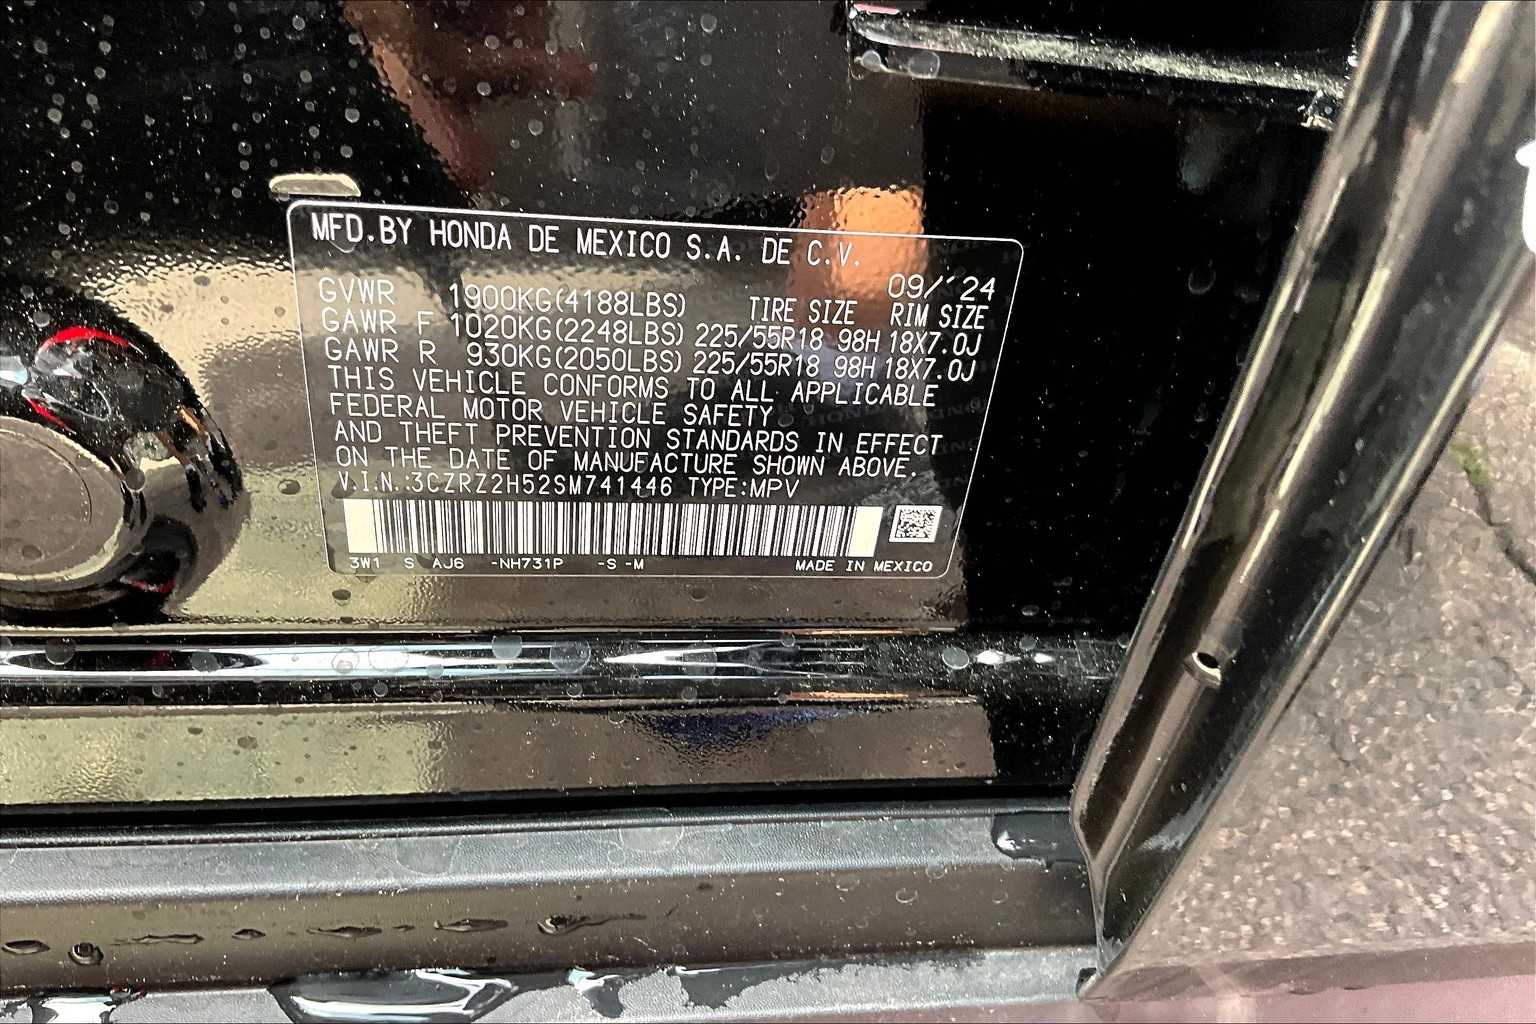 MFD.BY HONDA DE MEXICO S.A. DE C.V.
09/'24
GVWR 1900KG(4188LBS) TIRE SIZE RIM SIZE
GAWR F 1020KG(2248LBS) 225/55R18 98H 18X7.0J
GAWR R 930KG(2050LBS) 225/55R18 98H 18X7.0J
THIS VEHICLE CONFORMS TO ALL APPLICABLE
FEDERAL MOTOR VEHICLE SAFETY
AND THEFT PREVENTION STANDARDS IN EFFECT
ON THE DATE OF MANUFACTURE SHOWN ABOVE.
V.I.N.:3CZRZ2H52SM741446 TYPE:MPV
3W1 S AJ6 -NH731P -S-M MADE IN MEXICO